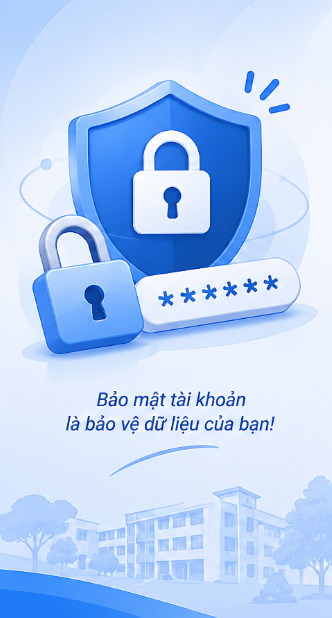 ******
Bảo mật tài khoản
là bảo vệ dữ liệu của bạn!